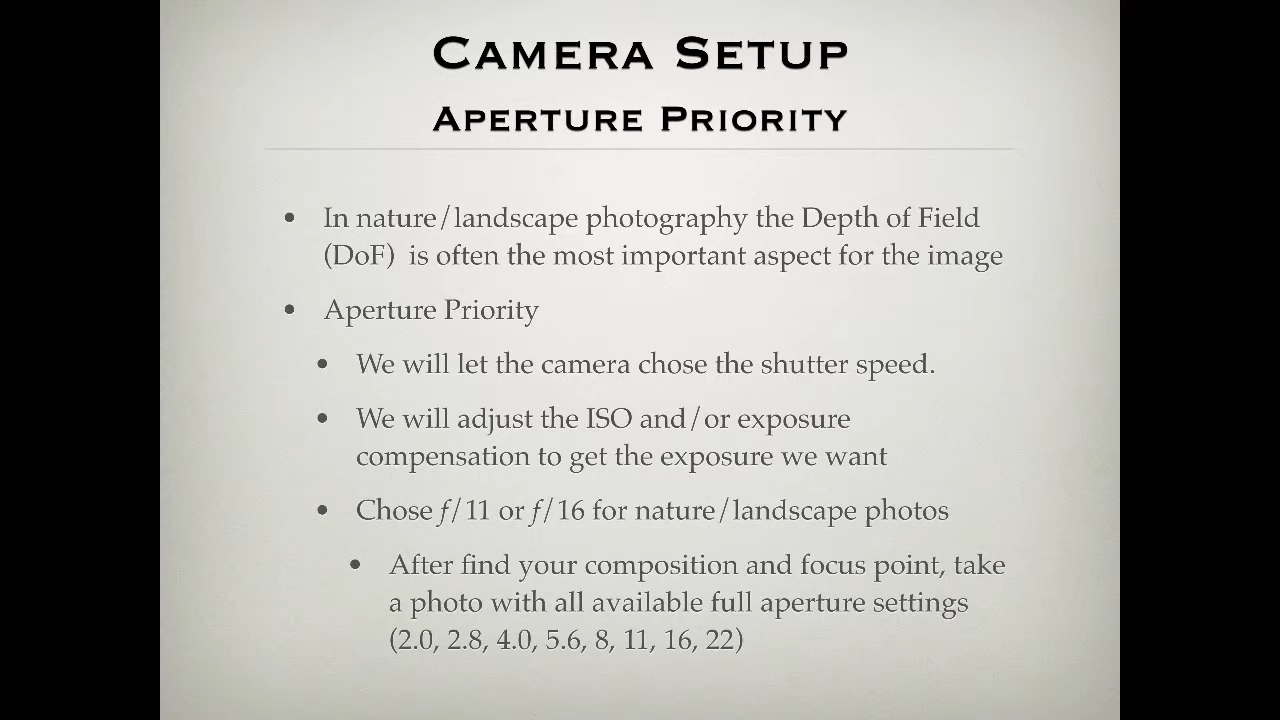 CAMERA SETUP
APERTURE PRIORITY
• In nature/landscape photography the Depth of Field
(DoF) is often the most important aspect for the image
• Aperture Priority
• We will let the camera chose the shutter speed.
• We will adjust the ISO and/or exposure
compensation to get the exposure we want
• Chose f/11 or f/16 for nature/landscape photos
• After find your composition and focus point, take
a photo with all available full aperture settings
(2.0, 2.8, 4.0, 5.6, 8, 11, 16, 22)